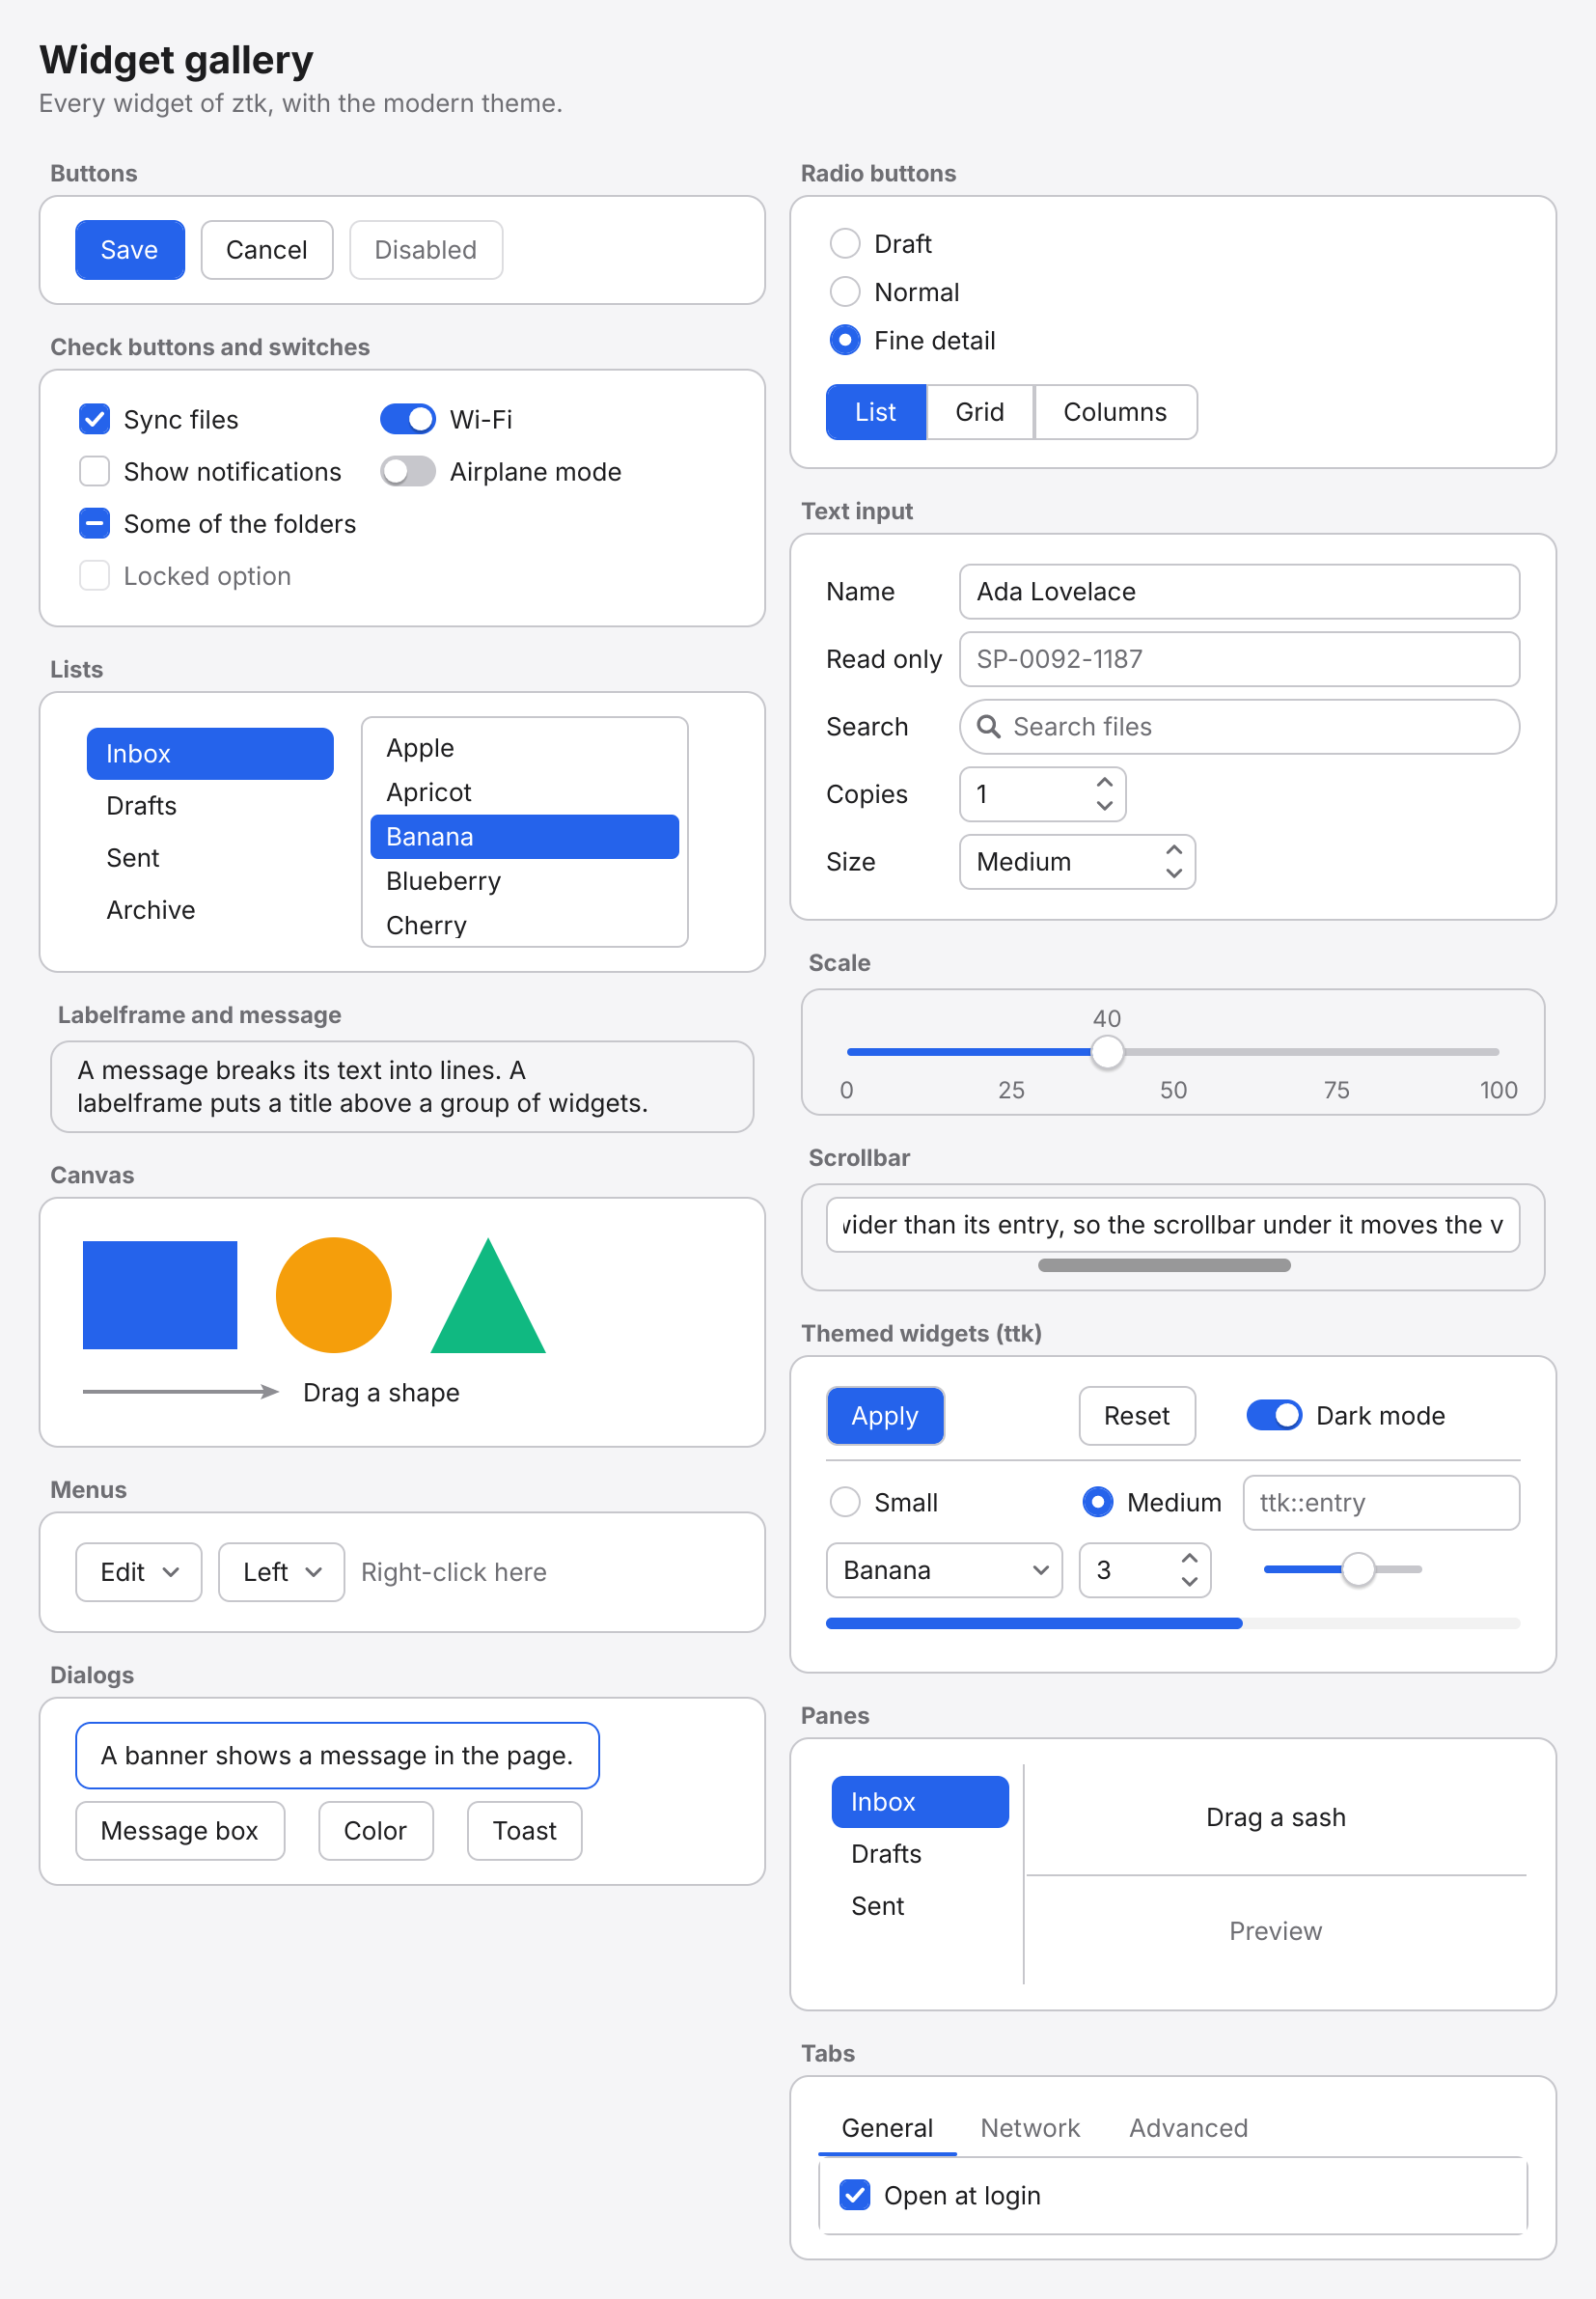 Widget gallery
Every widget of ztk, with the modern theme.
Buttons
Save
Cancel
Disabled
Check buttons and switches
Sync files
Wi-Fi
Show notifications
Airplane mode
Some of the folders
Locked option
Lists
Inbox
Drafts
Sent
Archive
Apple
Apricot
Banana
Blueberry
Cherry
Labelframe and message
A message breaks its text into lines. A
labelframe puts a title above a group of widgets.
Canvas
Drag a shape
Menus
Edit
Left
Right-click here
Dialogs
A banner shows a message in the page.
Message box
Color
Toast
Radio buttons
Draft
Normal
Fine detail
List
Grid
Columns
Text input
Name
Ada Lovelace
Read only
SP-0092-1187
Search
Search files
Copies
1
Size
Medium
Scale
40
0
25
50
75
100
Scrollbar
wider than its entry, so the scrollbar under it moves the v
Themed widgets (ttk)
Apply
Reset
Dark mode
Small
Medium
ttk::entry
Banana
3
Panes
Inbox
Drafts
Sent
Drag a sash
Preview
Tabs
General
Network
Advanced
Open at login